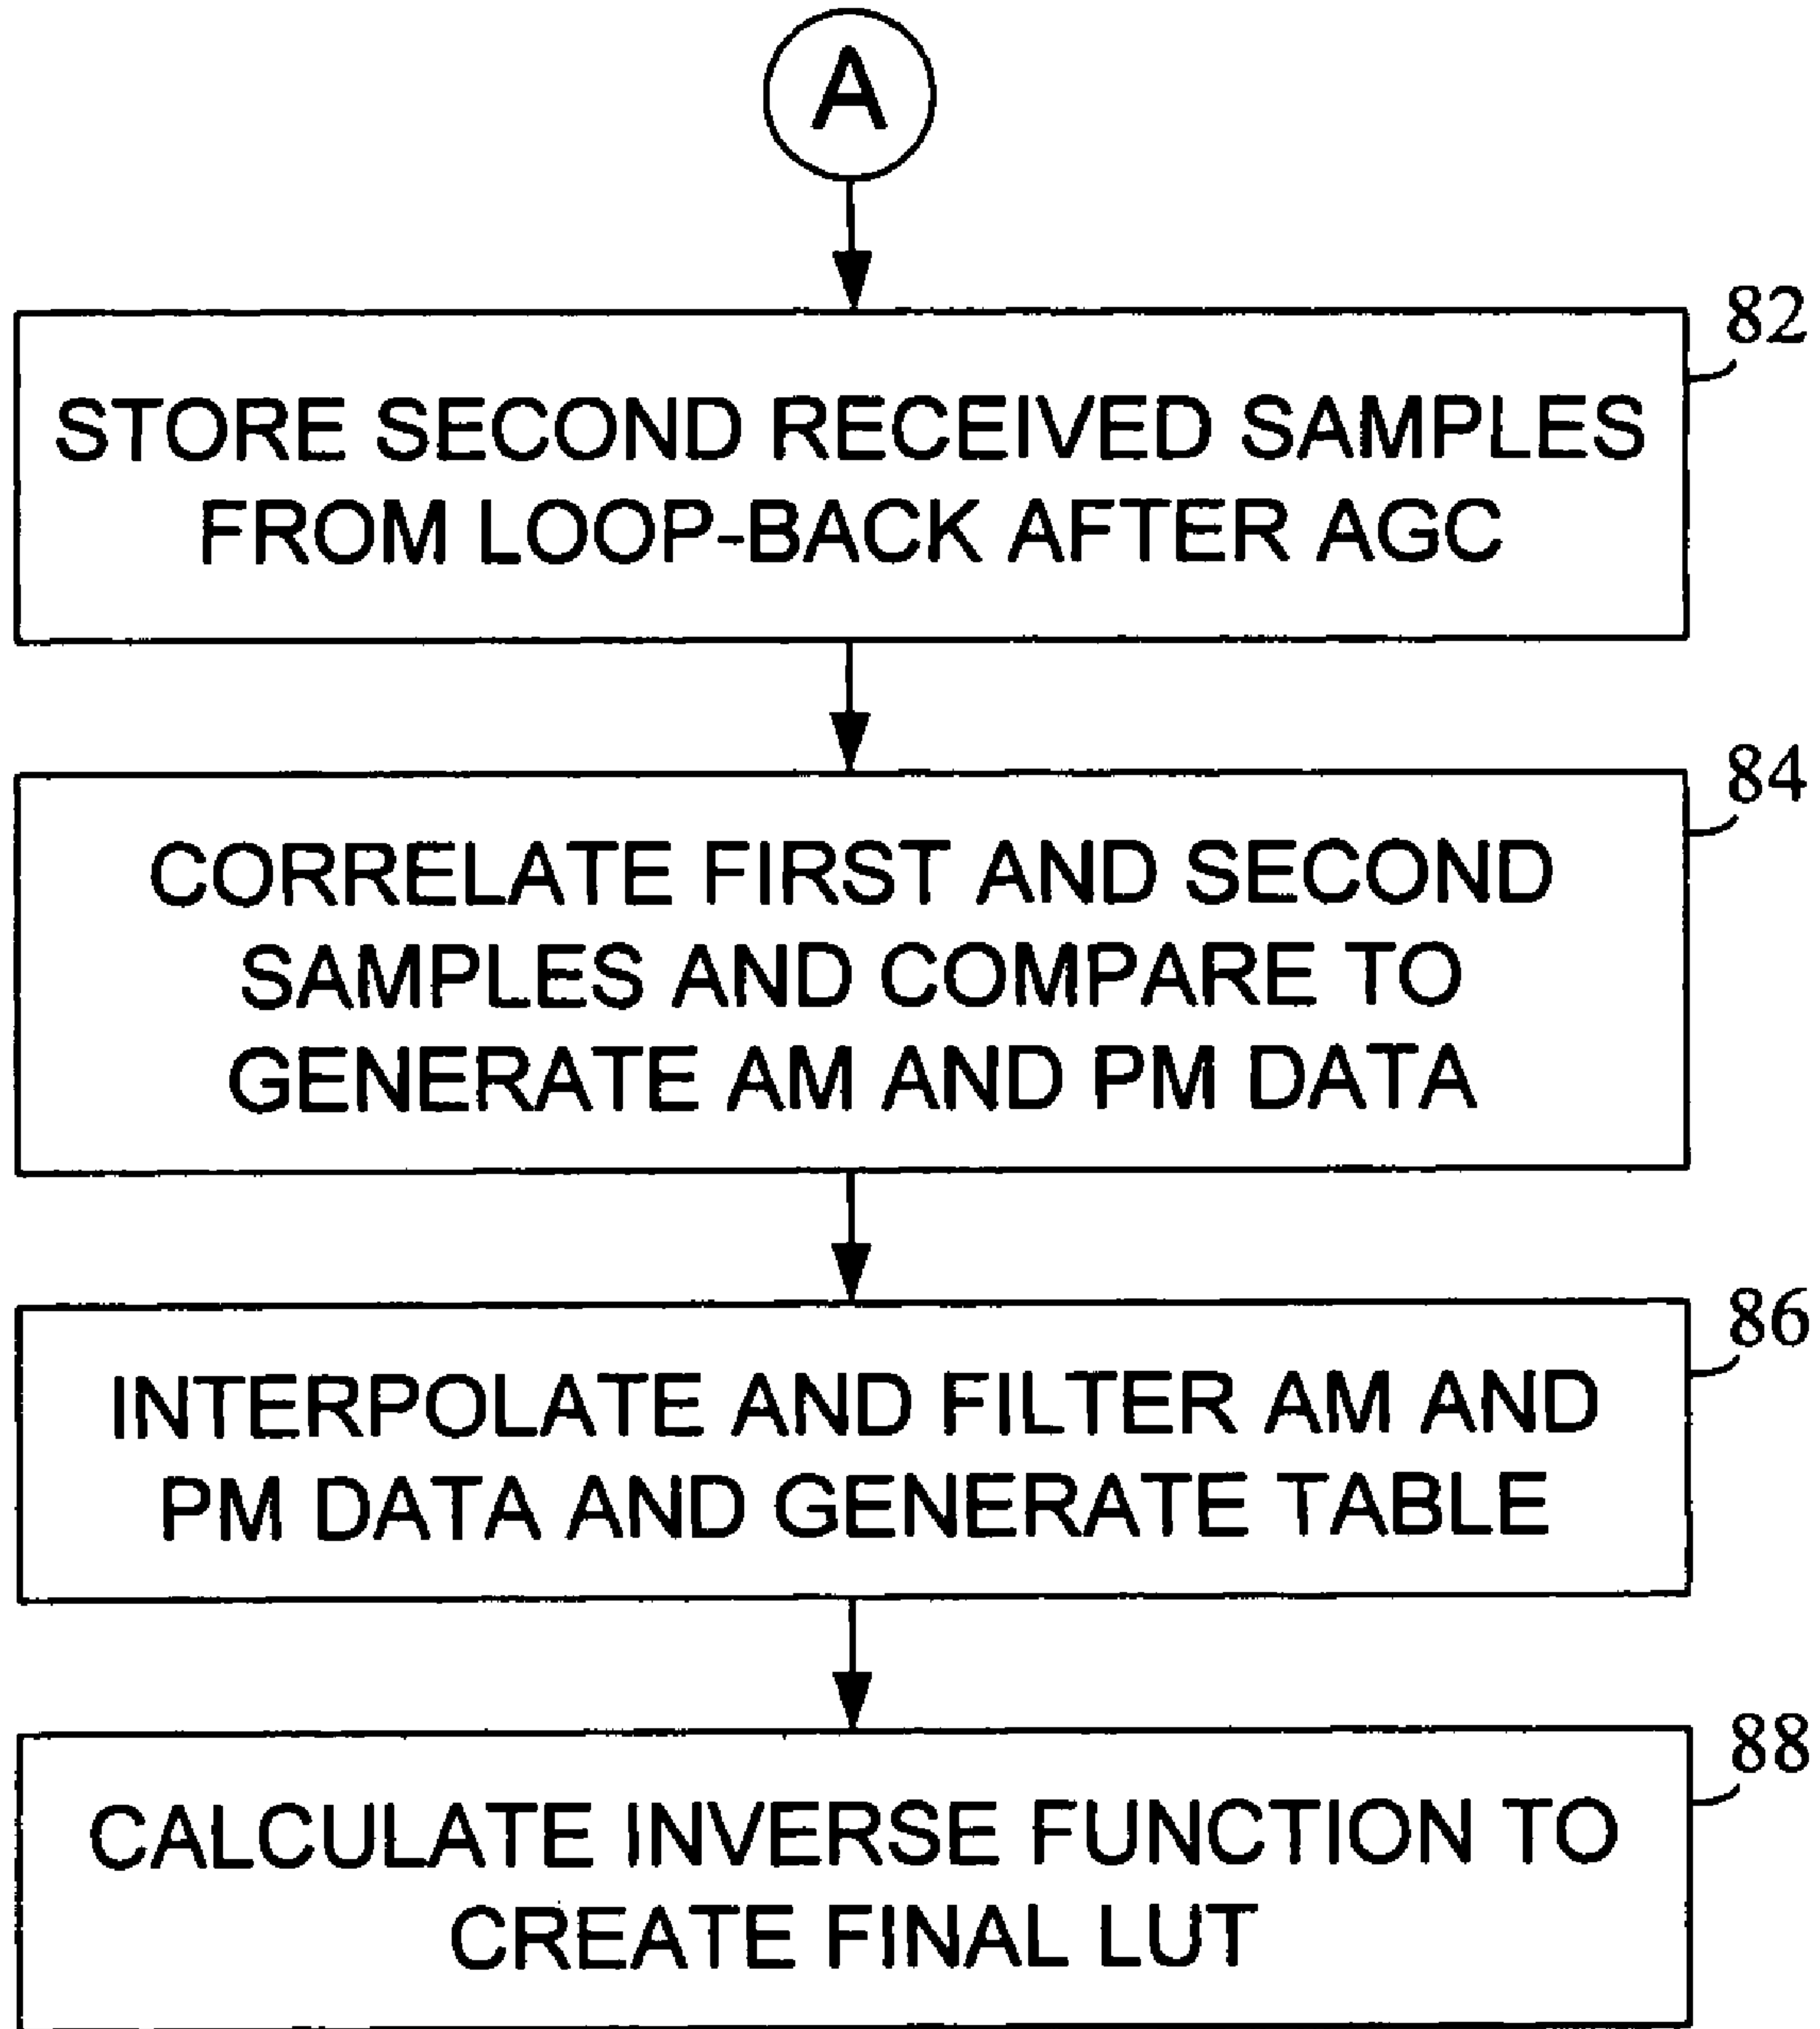 A
82
STORE SECOND RECEIVED SAMPLES
FROM LOOP-BACK AFTER AGC
84
CORRELATE FIRST AND SECOND
SAMPLES AND COMPARE TO
GENERATE AM AND PM DATA
86
INTERPOLATE AND FILTER AM AND
PM DATA AND GENERATE TABLE
88
CALCULATE INVERSE FUNCTION TO
CREATE FINAL LUT